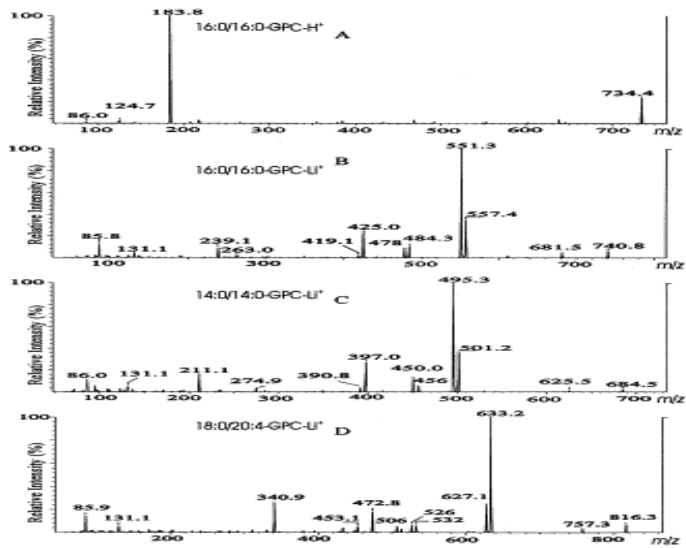 100
183.8
16:0/16:0-GPC-H⁺
A
Relative Intensity (%)
86.0
124.7
734.4
100 200 300 400 500 600 700 m/z
100
551.3
16:0/16:0-GPC-Li⁺
B
Relative Intensity (%)
85.8
131.1
239.1
263.0
419.1
425.0
478
484.3
557.4
681.5
740.8
100 300 500 700 m/z
100
495.3
14:0/14:0-GPC-Li⁺
C
Relative Intensity (%)
86.0
131.1
211.1
274.9
390.8
397.0
450.0
456
501.2
625.5
684.5
100 200 300 400 500 600 700 m/z
100
633.2
18:0/20:4-GPC-Li⁺
D
Relative Intensity (%)
85.9
131.1
340.9
453.1
472.8
506
526
532
627.1
757.3
816.3
200 400 600 800 m/z